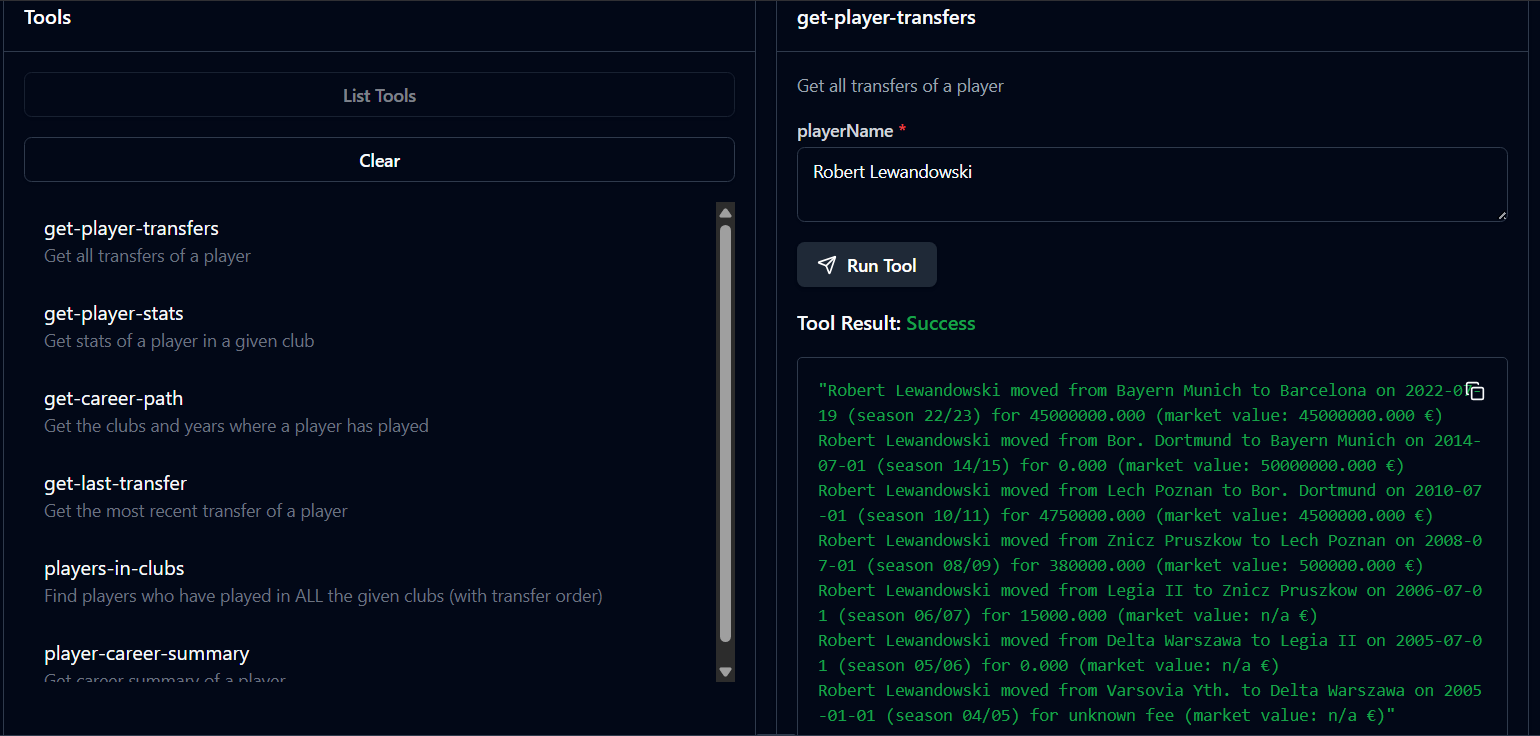 Tools
List Tools
Clear
get-player-transfers
Get all transfers of a player
get-player-stats
Get stats of a player in a given club
get-career-path
Get the clubs and years where a player has played
get-last-transfer
Get the most recent transfer of a player
players-in-clubs
Find players who have played in ALL the given clubs (with transfer order)
player-career-summary
Get career summary of a player
get-player-transfers
Get all transfers of a player
playerName *
Robert Lewandowski
Run Tool
Tool Result: Success
"Robert Lewandowski moved from Bayern Munich to Barcelona on 2022-0
19 (season 22/23) for 45000000.000 (market value: 45000000.000 €)
Robert Lewandowski moved from Bor. Dortmund to Bayern Munich on 2014-
07-01 (season 14/15) for 0.000 (market value: 50000000.000 €)
Robert Lewandowski moved from Lech Poznan to Bor. Dortmund on 2010-07
-01 (season 10/11) for 4750000.000 (market value: 4500000.000 €)
Robert Lewandowski moved from Znicz Pruszkow to Lech Poznan on 2008-0
7-01 (season 08/09) for 380000.000 (market value: 500000.000 €)
Robert Lewandowski moved from Legia II to Znicz Pruszkow on 2006-07-0
1 (season 06/07) for 15000.000 (market value: n/a €)
Robert Lewandowski moved from Delta Warszawa to Legia II on 2005-07-0
1 (season 05/06) for 0.000 (market value: n/a €)
Robert Lewandowski moved from Varsovia Yth. to Delta Warszawa on 2005
-01-01 (season 04/05) for unknown fee (market value: n/a €)"